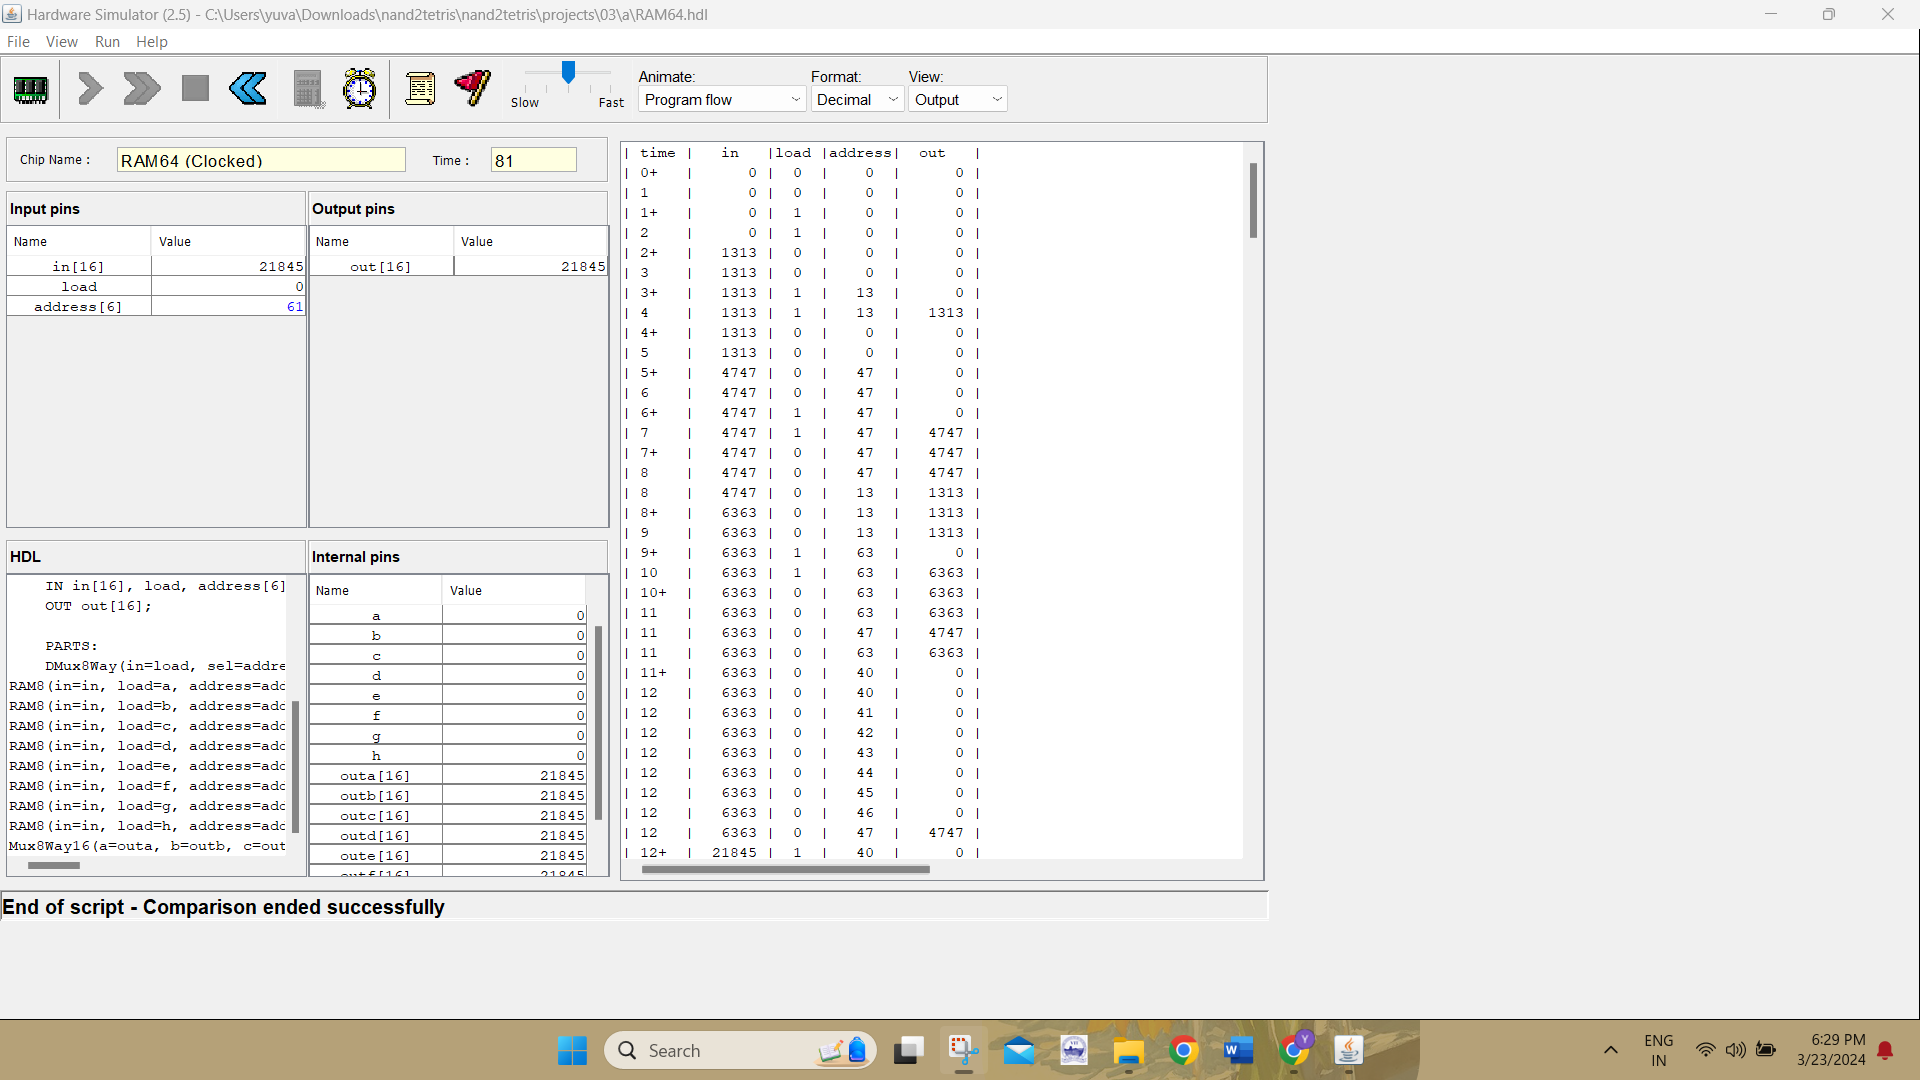 Hardware Simulator (2.5) - C:\Users\yuva\Downloads\nand2tetris\nand2tetris\projects\03\a\RAM64.hdl
File View Run Help
Slow Fast
Animate: Format: View:
Program flow Decimal Output
Chip Name : RAM64 (Clocked) Time : 81
Input pins
Name Value
in[16] 21845
load 0
address[6] 61
Output pins
Name Value
out[16] 21845
HDL
IN in[16], load, address[6]
OUT out[16];
PARTS:
DMux8Way(in=load, sel=addre
RAM8(in=in, load=a, address=add
RAM8(in=in, load=b, address=add
RAM8(in=in, load=c, address=add
RAM8(in=in, load=d, address=add
RAM8(in=in, load=e, address=add
RAM8(in=in, load=f, address=add
RAM8(in=in, load=g, address=add
RAM8(in=in, load=h, address=add
Mux8Way16(a=outa, b=outb, c=out
Internal pins
Name Value
a 0
b 0
c 0
d 0
e 0
f 0
g 0
h 0
outa[16] 21845
outb[16] 21845
outc[16] 21845
outd[16] 21845
oute[16] 21845
outf[16] 21845
| time | in |load |address| out |
| 0+ | 0 | 0 | 0 | 0 |
| 1 | 0 | 0 | 0 | 0 |
| 1+ | 0 | 1 | 0 | 0 |
| 2 | 0 | 1 | 0 | 0 |
| 2+ | 1313 | 0 | 0 | 0 |
| 3 | 1313 | 0 | 0 | 0 |
| 3+ | 1313 | 1 | 13 | 0 |
| 4 | 1313 | 1 | 13 | 1313 |
| 4+ | 1313 | 0 | 0 | 0 |
| 5 | 1313 | 0 | 0 | 0 |
| 5+ | 4747 | 0 | 47 | 0 |
| 6 | 4747 | 0 | 47 | 0 |
| 6+ | 4747 | 1 | 47 | 0 |
| 7 | 4747 | 1 | 47 | 4747 |
| 7+ | 4747 | 0 | 47 | 4747 |
| 8 | 4747 | 0 | 47 | 4747 |
| 8 | 4747 | 0 | 13 | 1313 |
| 8+ | 6363 | 0 | 13 | 1313 |
| 9 | 6363 | 0 | 13 | 1313 |
| 9+ | 6363 | 1 | 63 | 0 |
| 10 | 6363 | 1 | 63 | 6363 |
| 10+ | 6363 | 0 | 63 | 6363 |
| 11 | 6363 | 0 | 63 | 6363 |
| 11 | 6363 | 0 | 47 | 4747 |
| 11 | 6363 | 0 | 63 | 6363 |
| 11+ | 6363 | 0 | 40 | 0 |
| 12 | 6363 | 0 | 40 | 0 |
| 12 | 6363 | 0 | 41 | 0 |
| 12 | 6363 | 0 | 42 | 0 |
| 12 | 6363 | 0 | 43 | 0 |
| 12 | 6363 | 0 | 44 | 0 |
| 12 | 6363 | 0 | 45 | 0 |
| 12 | 6363 | 0 | 46 | 0 |
| 12 | 6363 | 0 | 47 | 4747 |
| 12+ | 21845 | 1 | 40 | 0 |
End of script - Comparison ended successfully
Search
ENG
IN
6:29 PM
3/23/2024